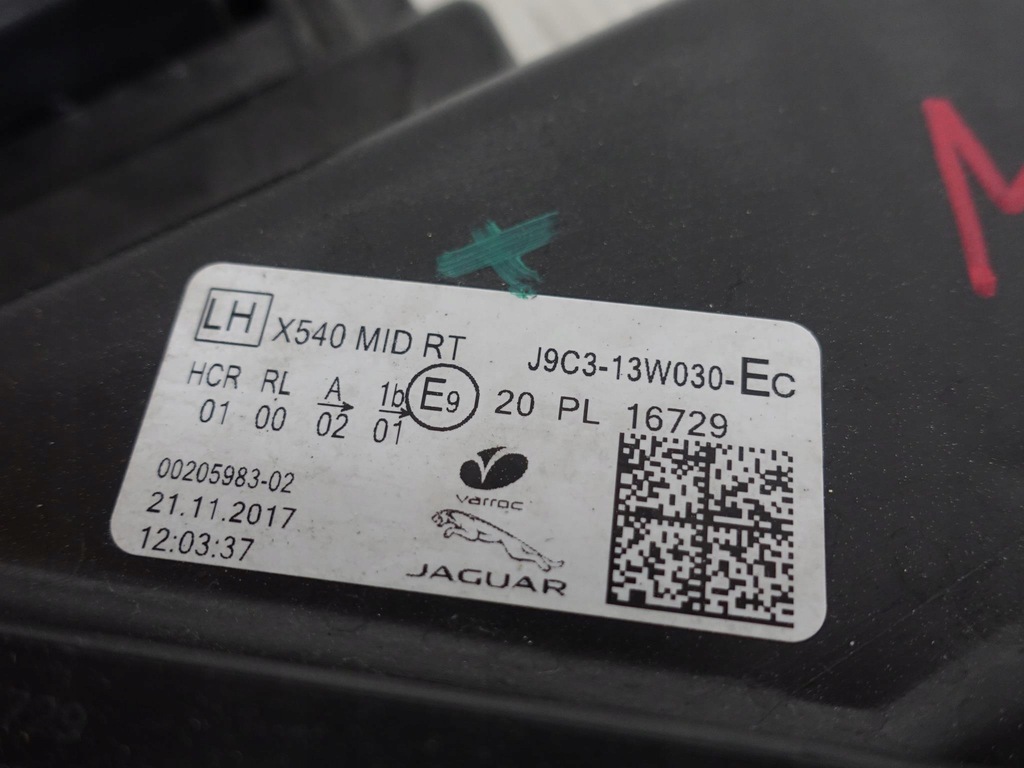 LH X540 MID RT J9C3-13W030-EC
HCR RL A 1b E9 20 PL 16729
01 00 02 01
00205983-02
21.11.2017
12:03:37
varroc
JAGUAR
M